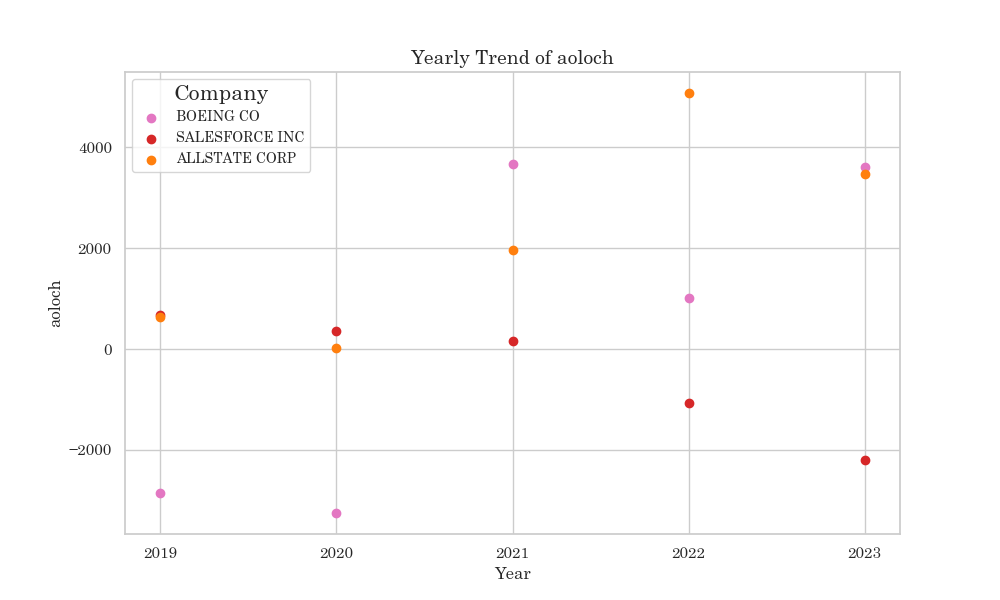 Yearly Trend of aoloch
Company
BOEING CO
SALESFORCE INC
ALLSTATE CORP
4000
2000
0
−2000
aoloch
2019 2020 2021 2022 2023
Year